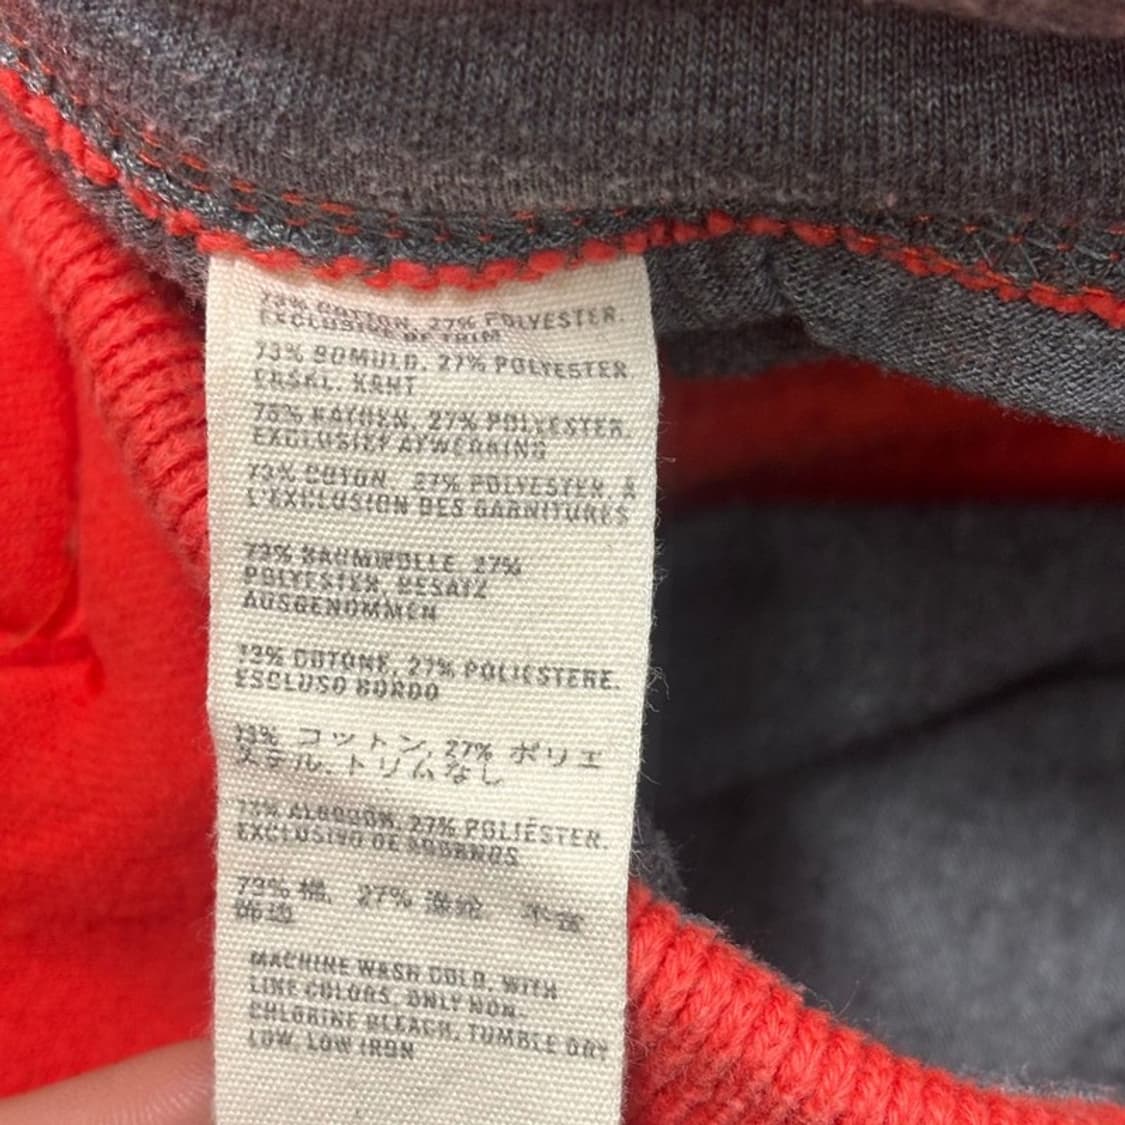 73% COTTON, 27% POLYESTER.
EXCLUSIVE OF TRIM
73% BOMULD, 27% POLYESTER.
EKSKL. KANT
73% KATOEN, 27% POLYESTER.
EXCLUSIEF AFWERKING
73% COTON, 27% POLYESTER, À
L'EXCLUSION DES GARNITURES
73% BAUMWOLLE, 27%
POLYESTER, BESATZ
AUSGENOMMEN
73% COTONE, 27% POLIESTERE.
ESCLUSO BORDO
73% コットン, 27% ポリエ
ステル. トリムなし
73% ALGODÓN, 27% POLIÉSTER.
EXCLUSIVO DE ADORNOS
73% 棉, 27% 涤纶 不含
饰边
MACHINE WASH COLD, WITH
LIKE COLORS, ONLY NON-
CHLORINE BLEACH, TUMBLE DRY
LOW, LOW IRON